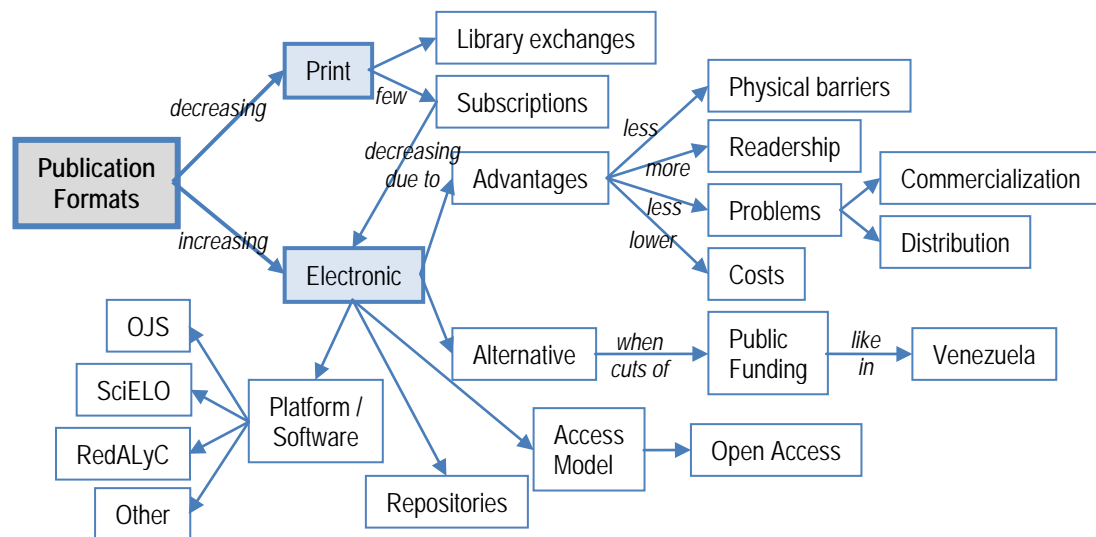 Library exchanges
Print
few
Subscriptions
decreasing
Publication
Formats
increasing
decreasing
due to
Electronic
Advantages
less
Physical barriers
more
Readership
less
Problems
Commercialization
Distribution
lower
Costs
Alternative
when
cuts of
Public
Funding
like
in
Venezuela
OJS
SciELO
RedALyC
Other
Platform /
Software
Repositories
Access
Model
Open Access